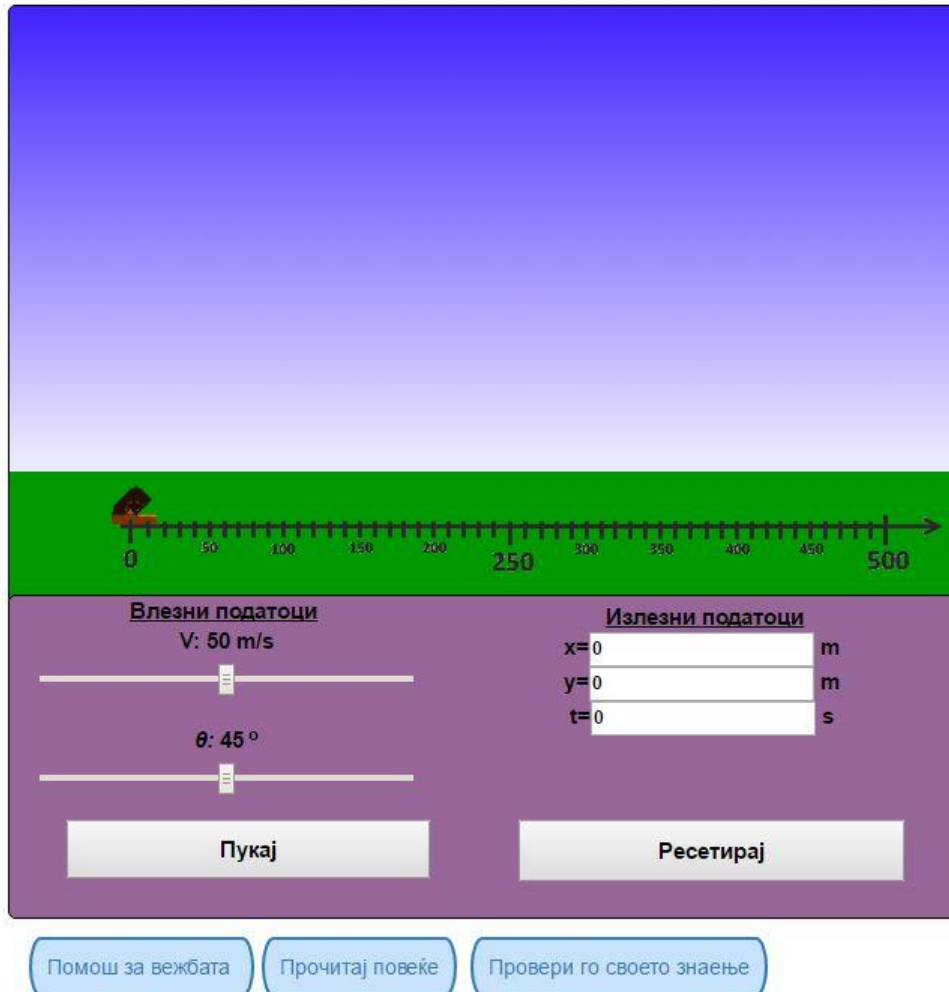 0 50 100 150 200 250 300 350 400 450 500
Влезни податоци
V: 50 m/s
θ: 45 º
Пукај
Излезни податоци
x= 0 m
y= 0 m
t= 0 s
Ресетирај
Помош за вежбата
Прочитај повеќе
Провери го своето знаење